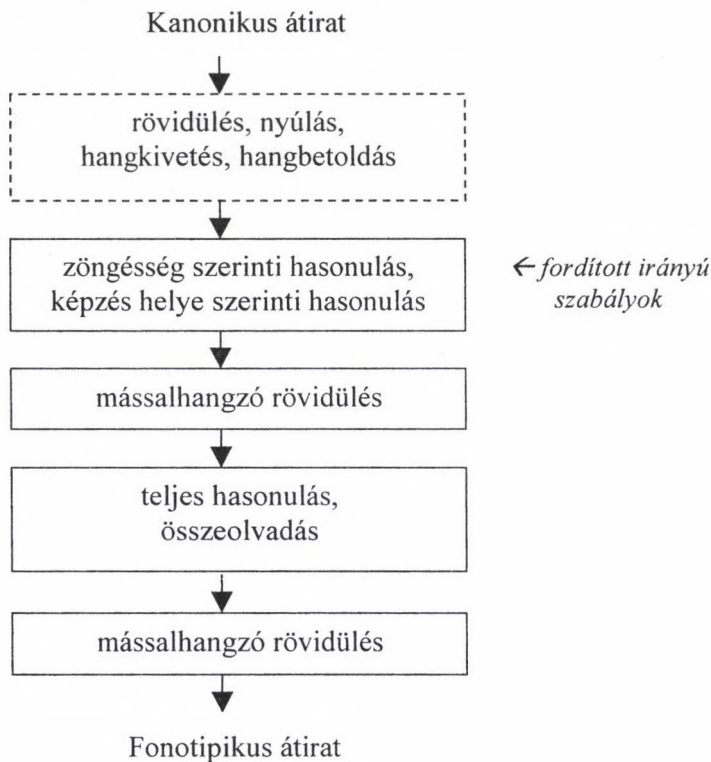 Kanonikus átirat
rövidülés, nyúlás,
hangkivetés, hangbetoldás
zöngésség szerinti hasonulás,
képzés helye szerinti hasonulás
← fordított irányú
szabályok
mássalhangzó rövidülés
teljes hasonulás,
összeolvadás
mássalhangzó rövidülés
Fonotipikus átirat